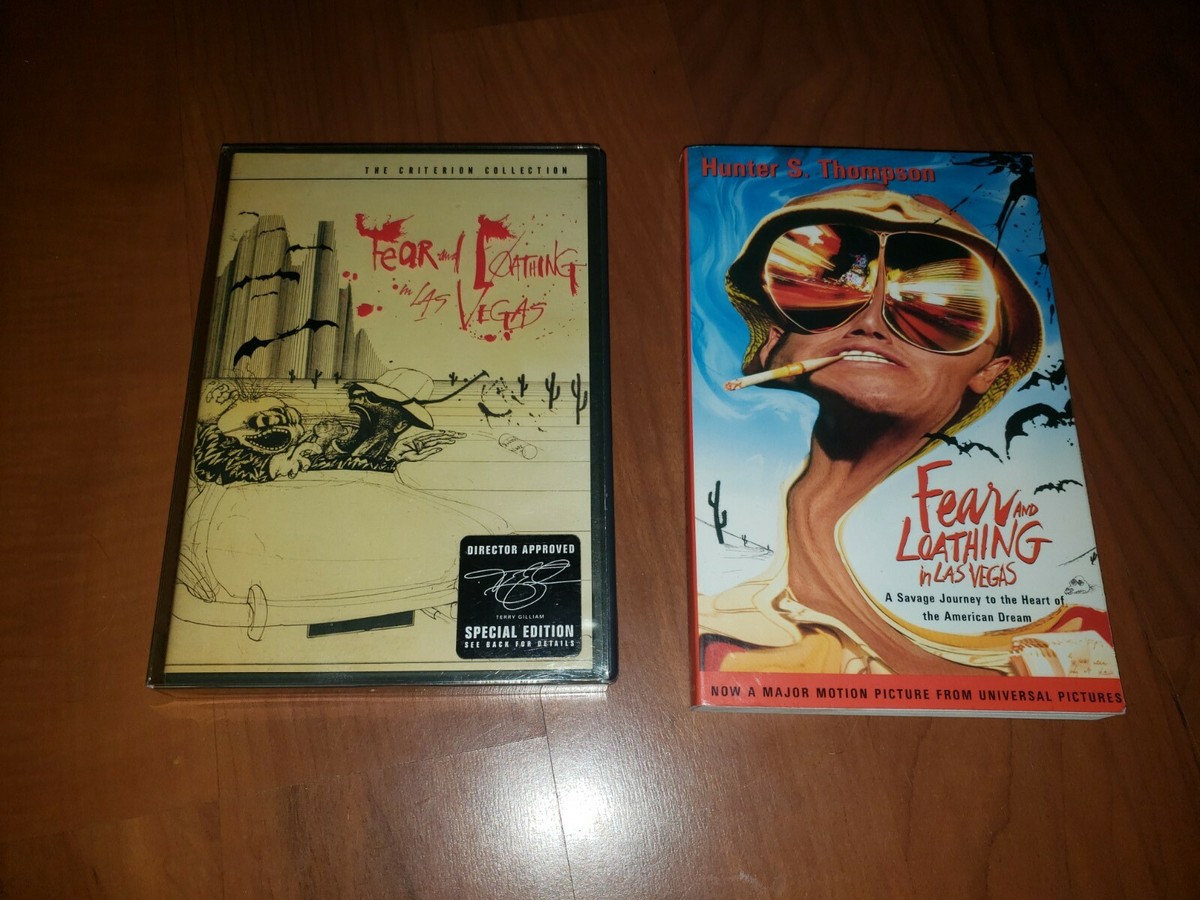 THE CRITERION COLLECTION
FEAR and LOATHING
in LAS VEGAS
DIRECTOR APPROVED
TERRY GILLIAM
SPECIAL EDITION
SEE BACK FOR DETAILS
Hunter S. Thompson
Fear AND
LOATHING
in LAS VEGAS
A Savage Journey to the Heart of
the American Dream
NOW A MAJOR MOTION PICTURE FROM UNIVERSAL PICTURES